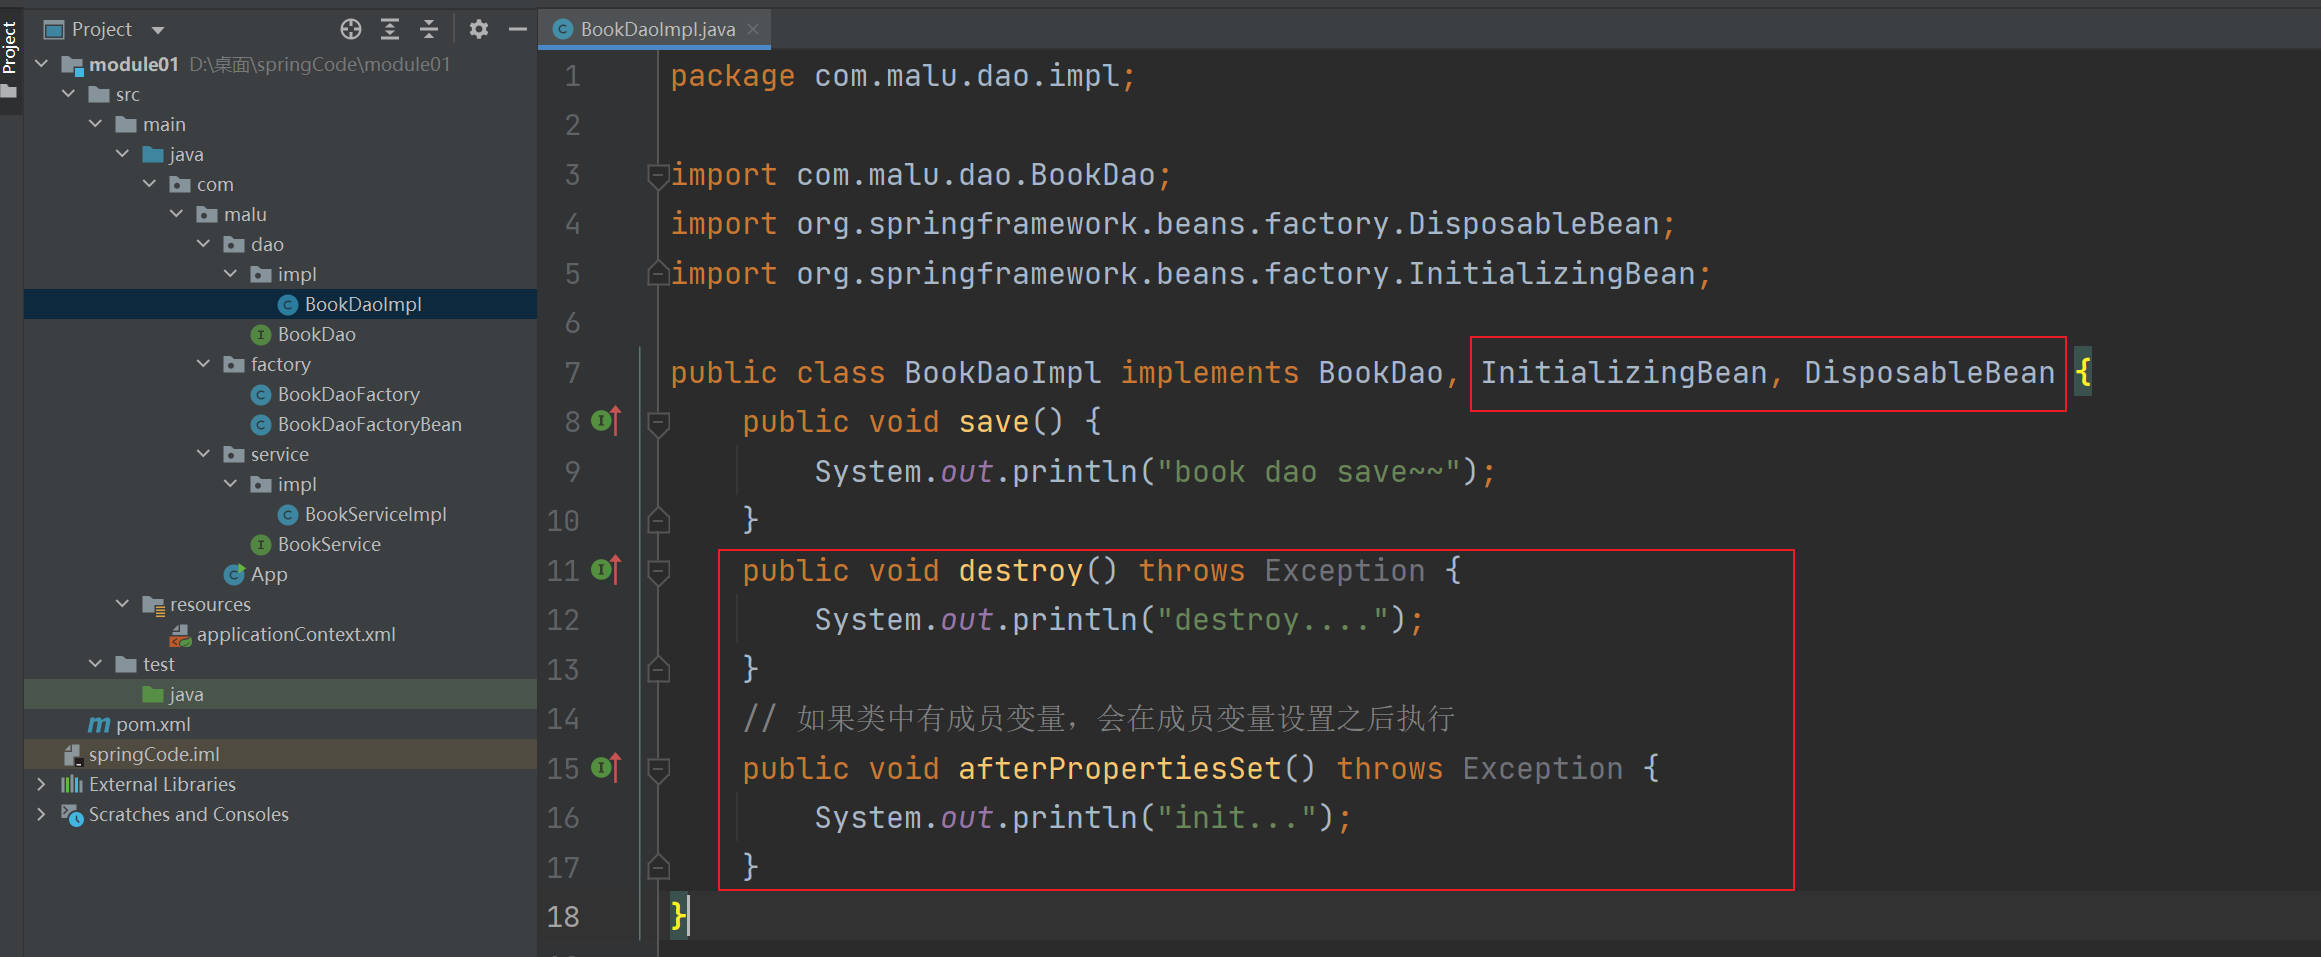 Project
Project
module01 D:\桌面\springCode\module01
src
main
java
com
malu
dao
impl
BookDaoImpl
BookDao
factory
BookDaoFactory
BookDaoFactoryBean
service
impl
BookServiceImpl
BookService
App
resources
applicationContext.xml
test
java
pom.xml
springCode.iml
External Libraries
Scratches and Consoles
BookDaoImpl.java
1 package com.malu.dao.impl;
2
3 import com.malu.dao.BookDao;
4 import org.springframework.beans.factory.DisposableBean;
5 import org.springframework.beans.factory.InitializingBean;
6
7 public class BookDaoImpl implements BookDao, InitializingBean, DisposableBean {
8 public void save() {
9 System.out.println("book dao save~~");
10 }
11 public void destroy() throws Exception {
12 System.out.println("destroy....");
13 }
14 // 如果类中有成员变量，会在成员变量设置之后执行
15 public void afterPropertiesSet() throws Exception {
16 System.out.println("init...");
17 }
18 }